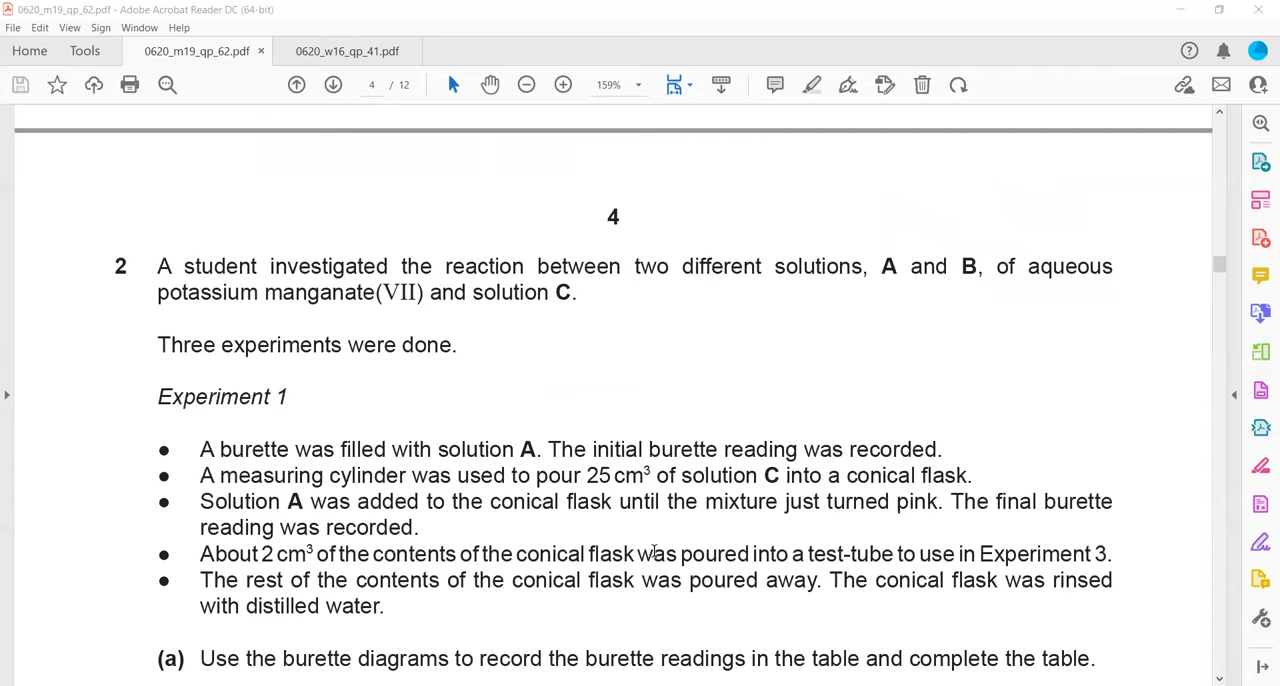 0620_m19_qp_62.pdf - Adobe Acrobat Reader DC (64-bit)
File Edit View Sign Window Help
Home Tools 0620_m19_qp_62.pdf × 0620_w16_qp_41.pdf
4 / 12 159%
4
2 A student investigated the reaction between two different solutions, A and B, of aqueous
potassium manganate(VII) and solution C.
Three experiments were done.
Experiment 1
● A burette was filled with solution A. The initial burette reading was recorded.
● A measuring cylinder was used to pour 25 cm³ of solution C into a conical flask.
● Solution A was added to the conical flask until the mixture just turned pink. The final burette
reading was recorded.
● About 2 cm³ of the contents of the conical flask was poured into a test-tube to use in Experiment 3.
● The rest of the contents of the conical flask was poured away. The conical flask was rinsed
with distilled water.
(a) Use the burette diagrams to record the burette readings in the table and complete the table.